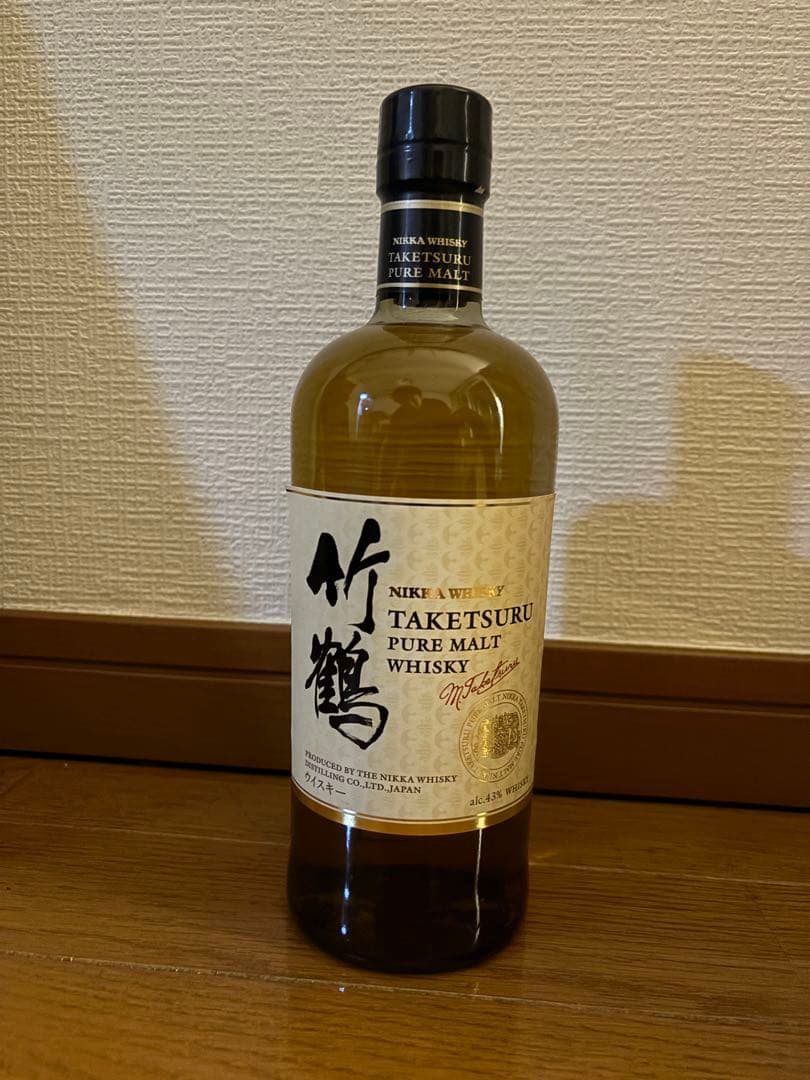 NIKKA WHISKY
TAKETSURU
PURE MALT
竹鶴
NIKKA WHISKY
TAKETSURU
PURE MALT
WHISKY
M.Taketsuru
PRODUCED BY THE NIKKA WHISKY
DISTILLING CO.,LTD.,JAPAN
ウイスキー
alc.43% WHISKY